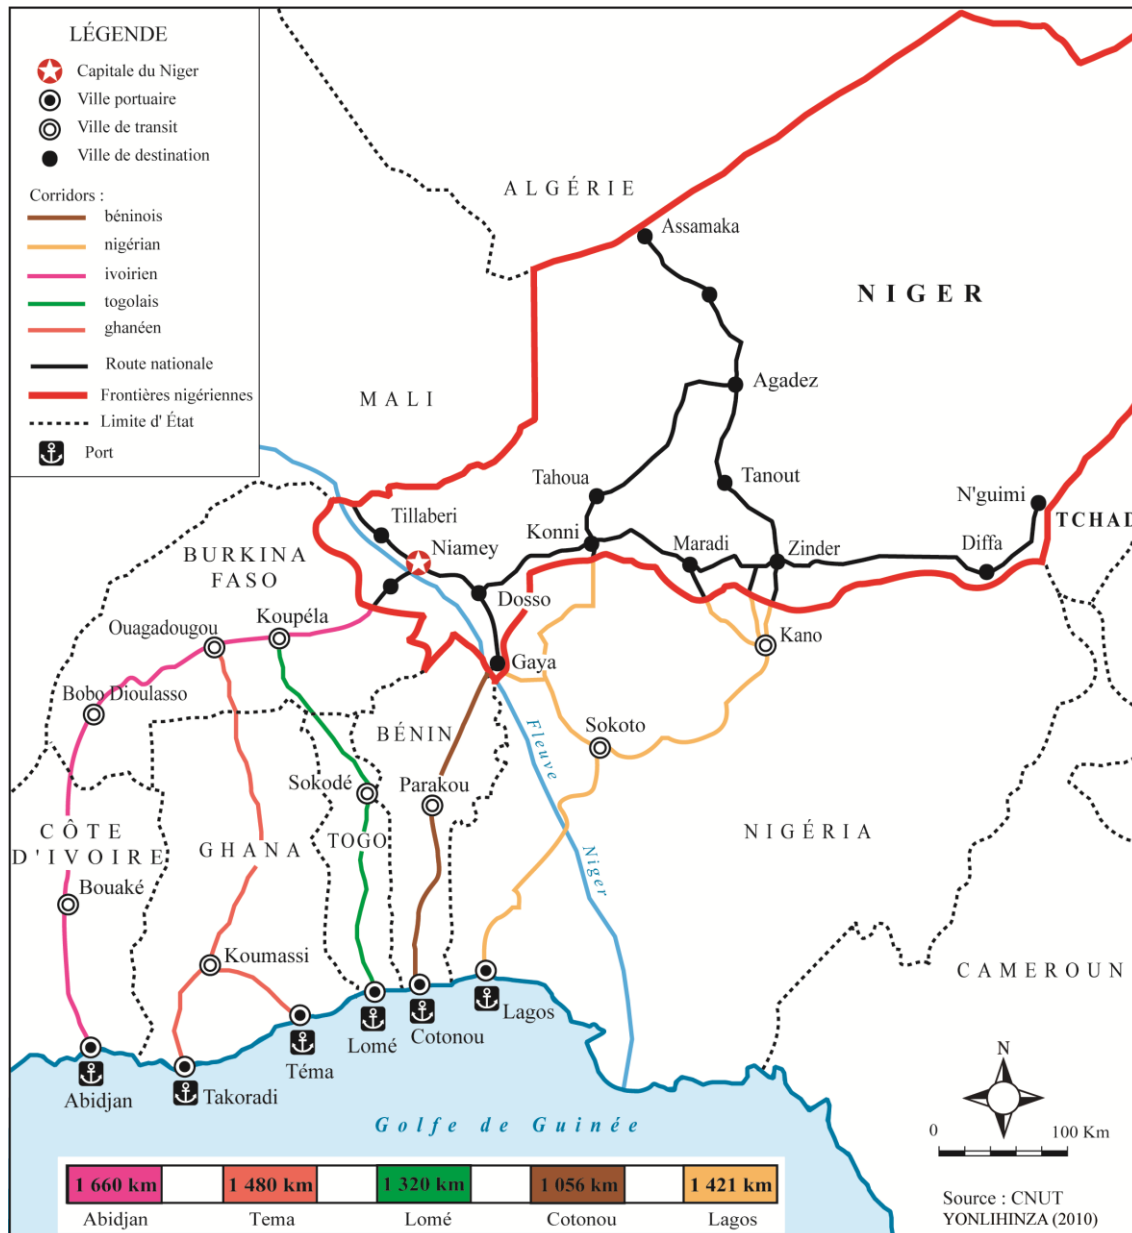 LÉGENDE
Capitale du Niger
Ville portuaire
Ville de transit
Ville de destination
Corridors :
béninois
nigérian
ivoirien
togolais
ghanéen
Route nationale
Frontières nigériennes
Limite d' État
Port
ALGÉRIE
Assamaka
NIGER
MALI
Agadez
Tahoua
Tanout
N'guimi
TCHAD
Tillaberi
Konni
Niamey
Maradi
Zinder
Diffa
BURKINA
FASO
Dosso
Koupéla
Ouagadougou
Kano
Gaya
Bobo Dioulasso
Sokoto
BÉNIN
Fleuve
Niger
Sokodé
Parakou
CÔTE
D'IVOIRE
GHANA
TOGO
NIGÉRIA
Bouaké
Koumassi
CAMEROUN
Lagos
Cotonou
Lomé
Téma
Takoradi
Abidjan
Golfe de Guinée
N
0 100 Km
1 660 km 1 480 km 1 320 km 1 056 km 1 421 km
Abidjan Tema Lomé Cotonou Lagos
Source : CNUT
YONLIHINZA (2010)